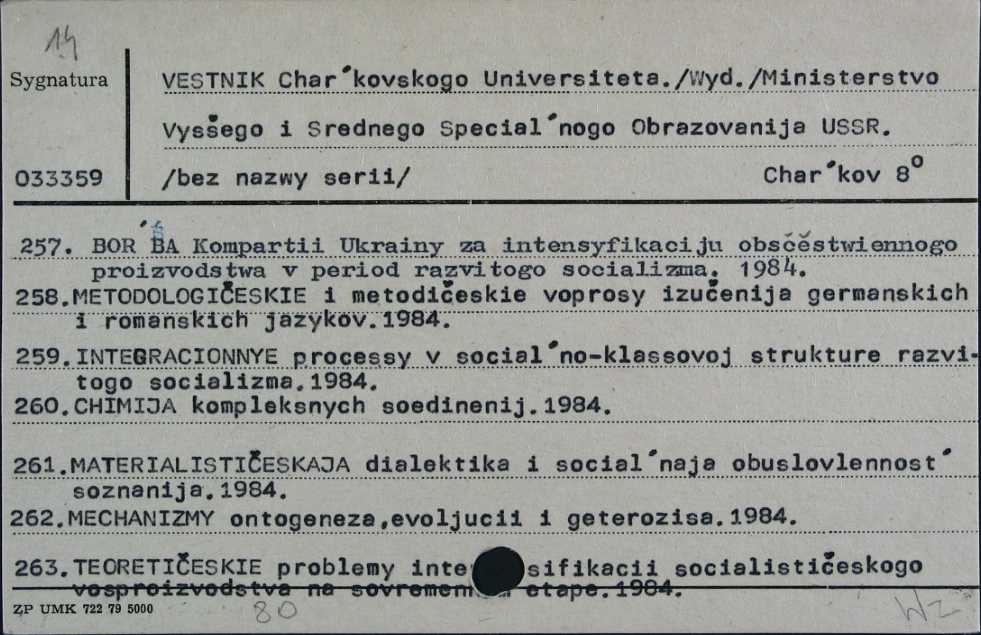 14
Sygnatura
VESTNIK Char´kovskogo Universiteta./Wyd./Ministerstvo
Vysšego i Srednego Special´nogo Obrazovanija USSR.
033359
/bez nazwy serii/ Char´kov 8°
257. BOR´BA Kompartii Ukrainy za intensyfikaciju obsčěstwiennogo
proizvodstwa v period razvitogo socializma. 1984.
258.METODOLOGIČESKIE i metodičeskie voprosy izučenija germanskich
i romanskich jazykov.1984.
259.INTEGRACIONNYE processy v social´no-klassovoj strukture razvi-
togo socializma.1984.
260.CHIMIJA kompleksnych soedinenij.1984.
261.MATERIALISTIČESKAJA dialektika i social´naja obuslovlennost´
soznanija.1984.
262.MECHANIZMY ontogeneza,evoljucii i geterozisa.1984.
263.TEORETIČESKIE problemy inte sifikacii socialističeskogo
vosproizvodstva na sovremen etape.1984.
ZP UMK 722 79 5000
80
Wz